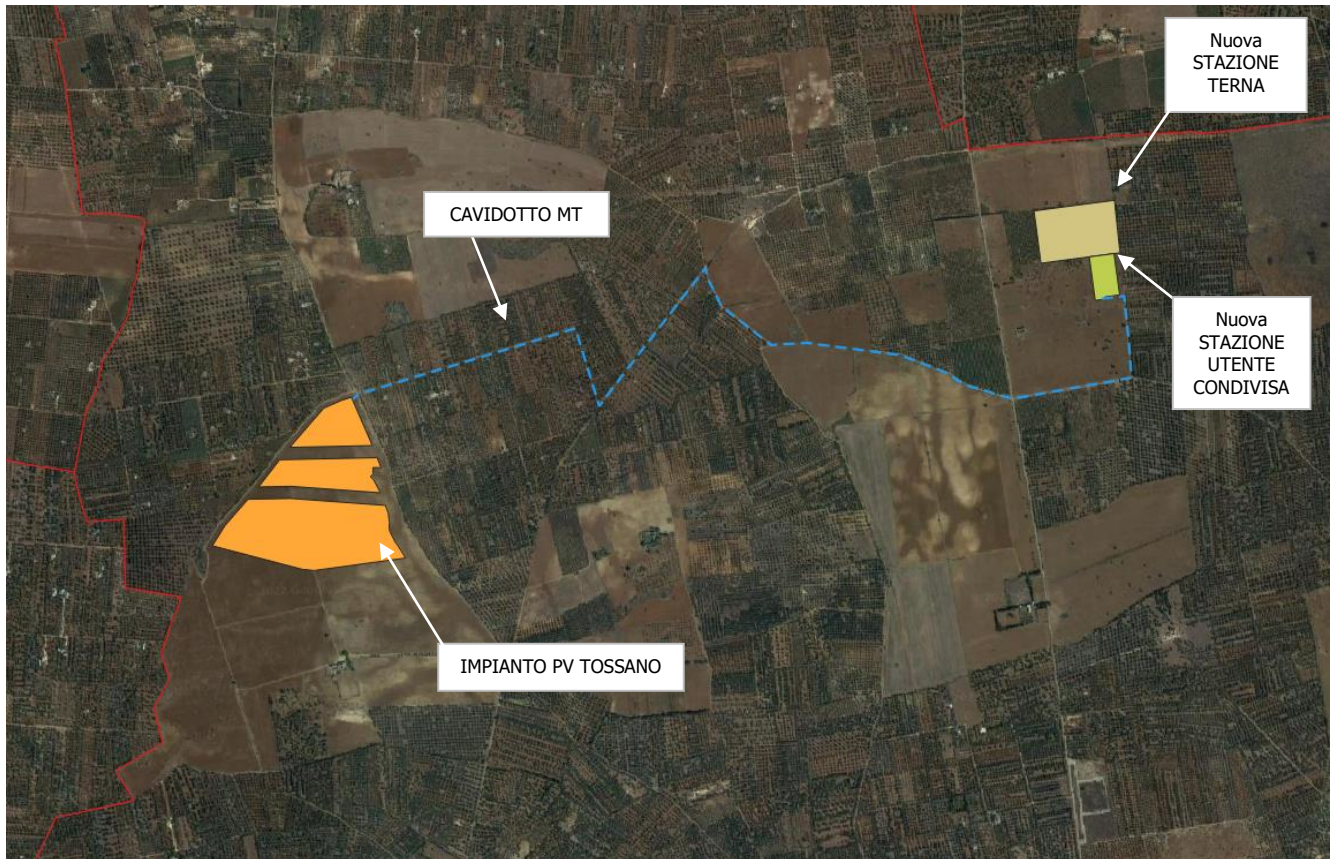 Nuova
STAZIONE
TERNA
CAVIDOTTO MT
Nuova
STAZIONE
UTENTE
CONDIVISA
IMPIANTO PV TOSSANO